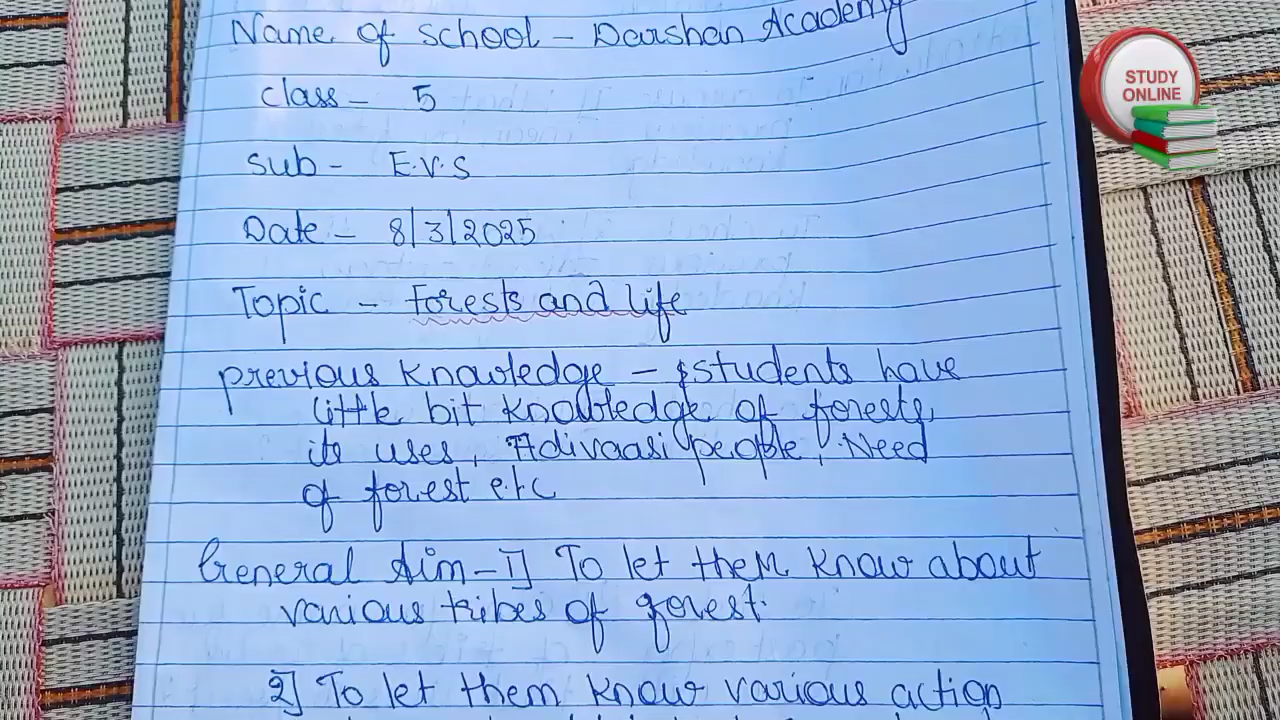 Name of school - Darshan Academy
class - 5
sub - E.V.S
Date - 8/3/2025
Topic - Forests and life
previous knowledge - students have
little bit knowledge of forests,
its uses, Adivaasi people, Need
of forest etc
General Aim - 1] To let them know about
various tribes of forest.
2] To let them know various action
STUDY
ONLINE